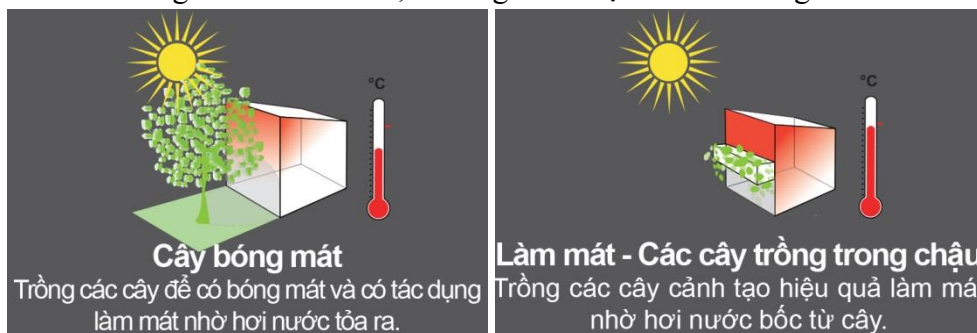 °C
Cây bóng mát
Trồng các cây để có bóng mát và có tác dụng
làm mát nhờ hơi nước tỏa ra.
°C
Làm mát - Các cây trồng trong chậu
Trồng các cây cảnh tạo hiệu quả làm má
nhờ hơi nước bốc từ cây.